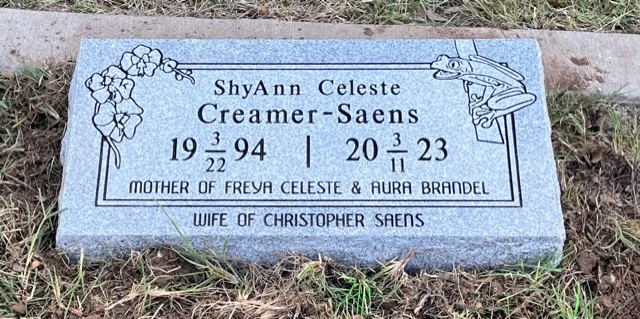 ShyAnn Celeste
Creamer-Saens
19 3/22 94 | 20 3/11 23
MOTHER OF FREYA CELESTE & AURA BRANDEL
WIFE OF CHRISTOPHER SAENS